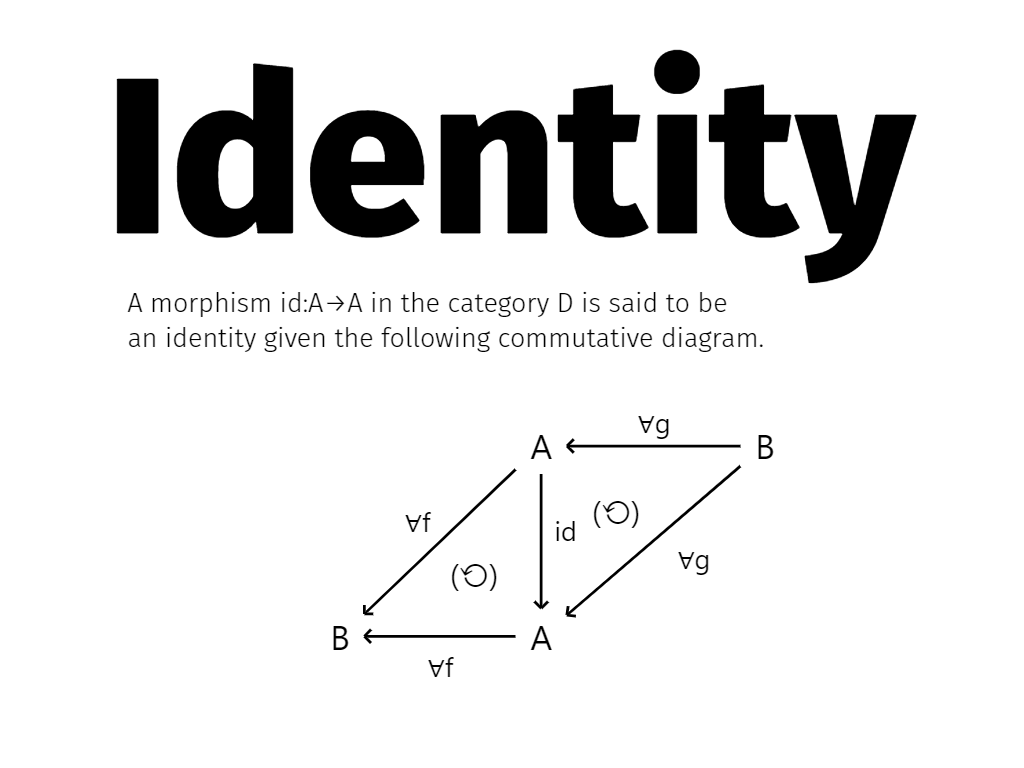 Identity
A morphism id:A→A in the category D is said to be
an identity given the following commutative diagram.
∀g
A
B
∀f
id
(↺)
∀g
(↺)
B
A
∀f